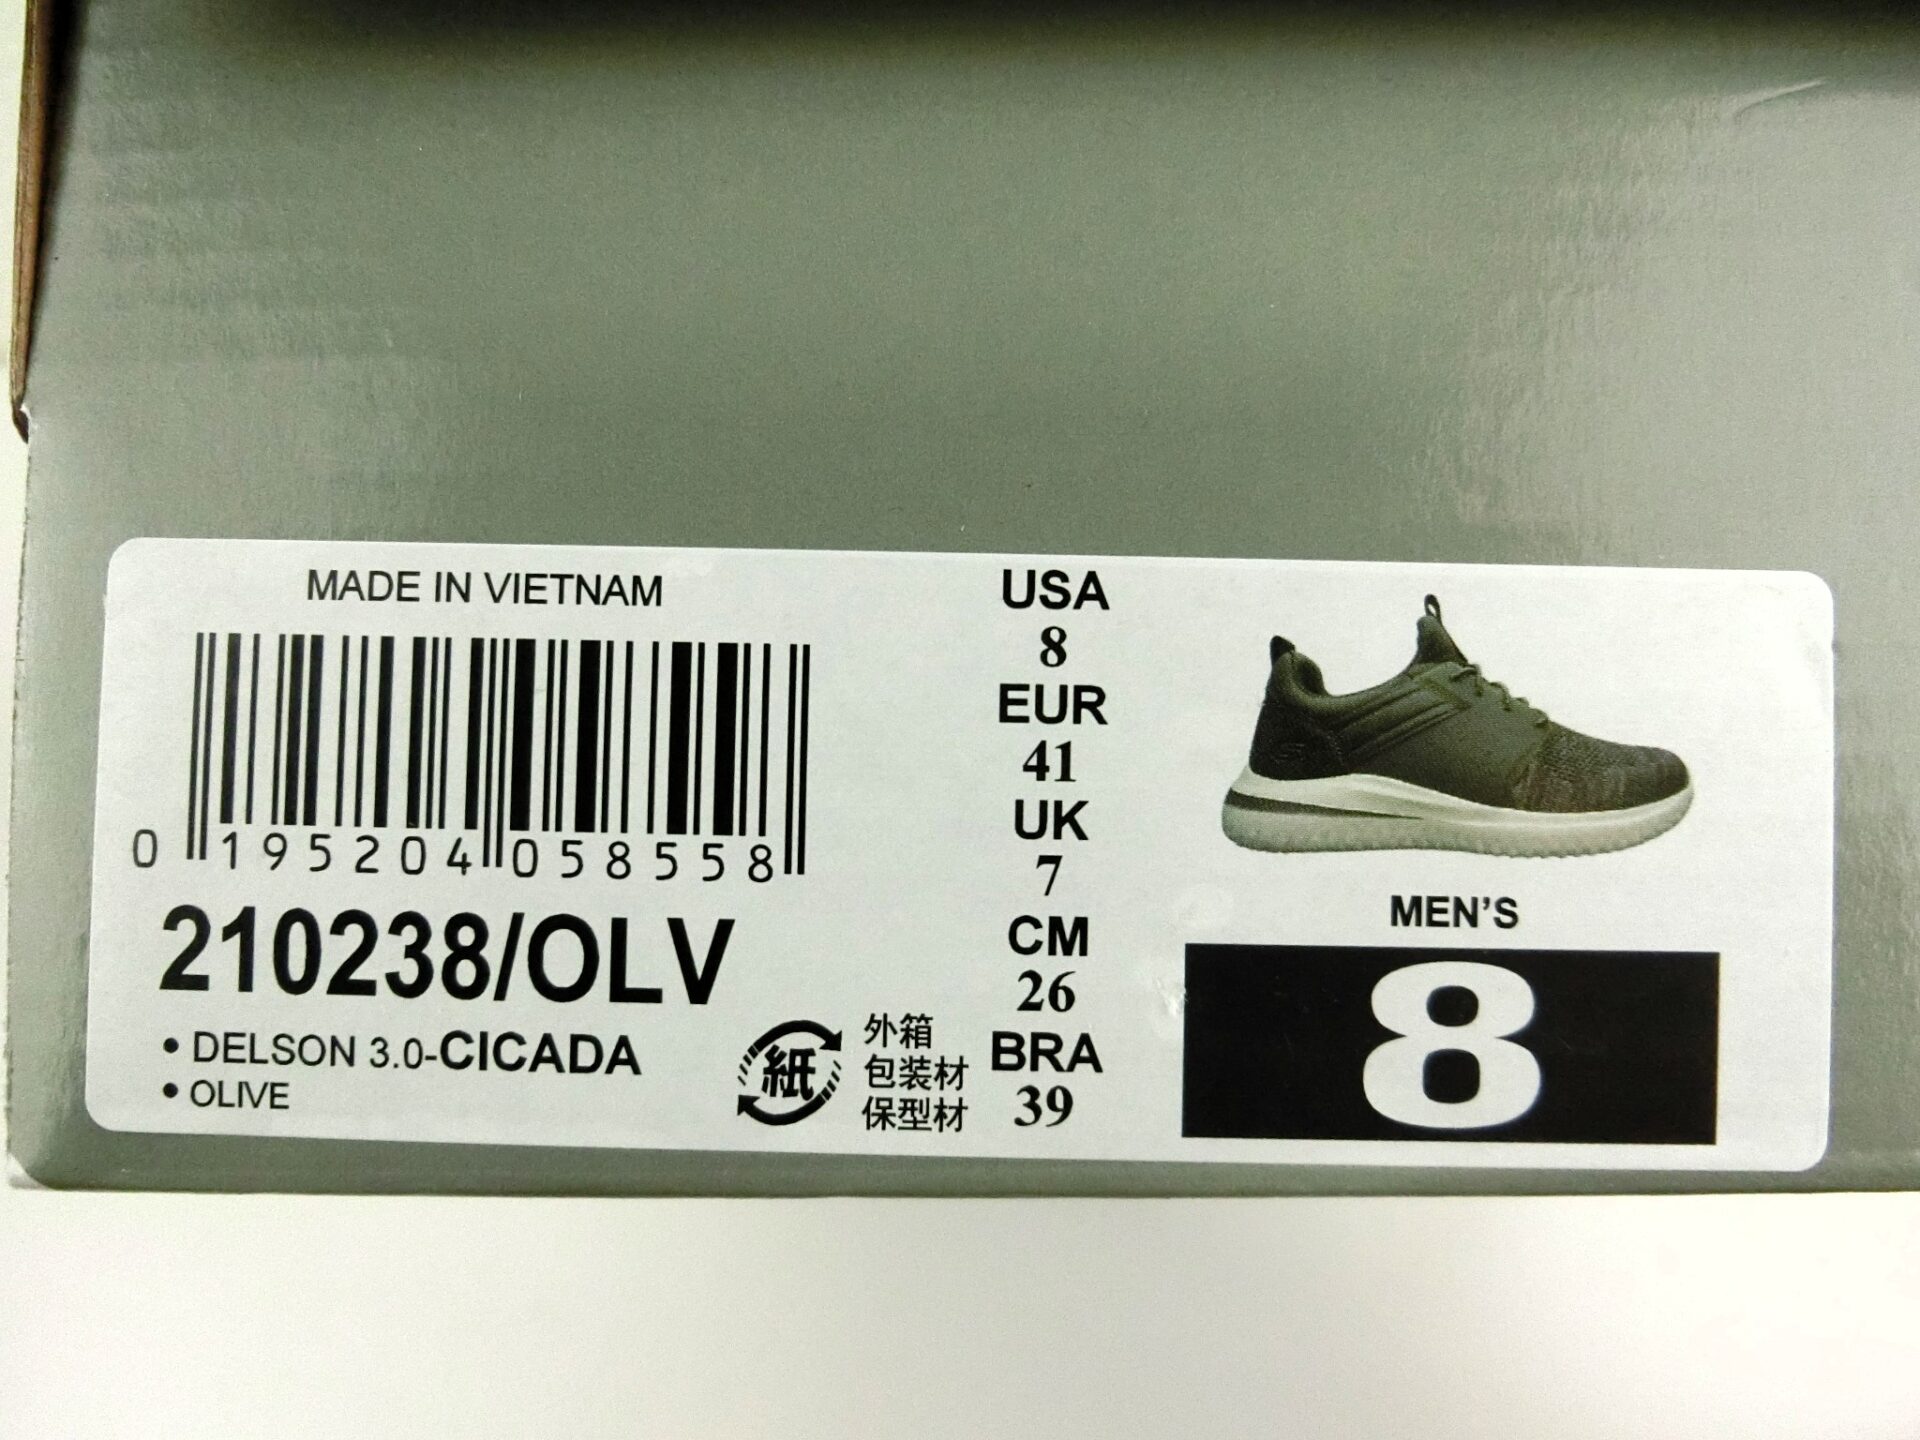 MADE IN VIETNAM
0 195204 058558
210238/OLV
• DELSON 3.0-CICADA
• OLIVE
紙
外箱
包装材
保型材
USA
8
EUR
41
UK
7
CM
26
BRA
39
MEN'S
8